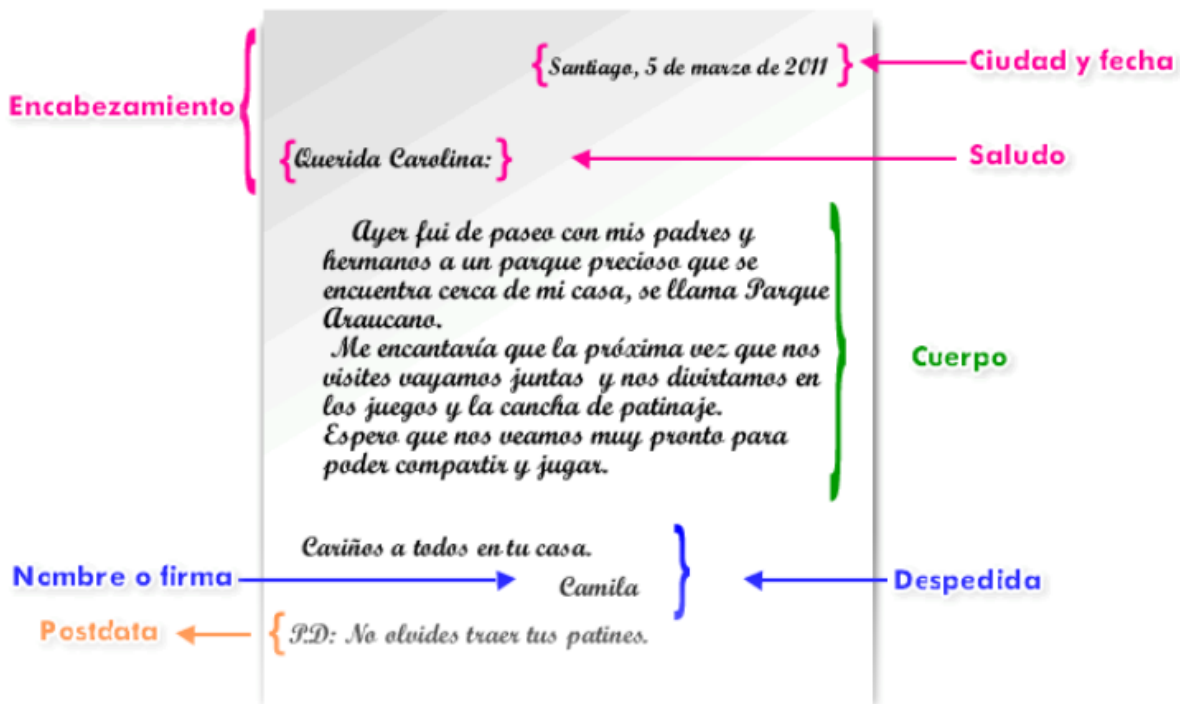 Santiago, 5 de marzo de 2011
Ciudad y fecha
Encabezamiento
Querida Carolina:
Saludo
Ayer fui de paseo con mis padres y
hermanos a un parque precioso que se
encuentra cerca de mi casa, se llama Parque
Araucano.
Me encantaría que la próxima vez que nos
visites vayamos juntas y nos divirtamos en
los juegos y la cancha de patinaje.
Espero que nos veamos muy pronto para
poder compartir y jugar.
Cuerpo
Cariños a todos en tu casa.
Nombre o firma
Camila
Despedida
Postdata
P.D: No olvides traer tus patines.